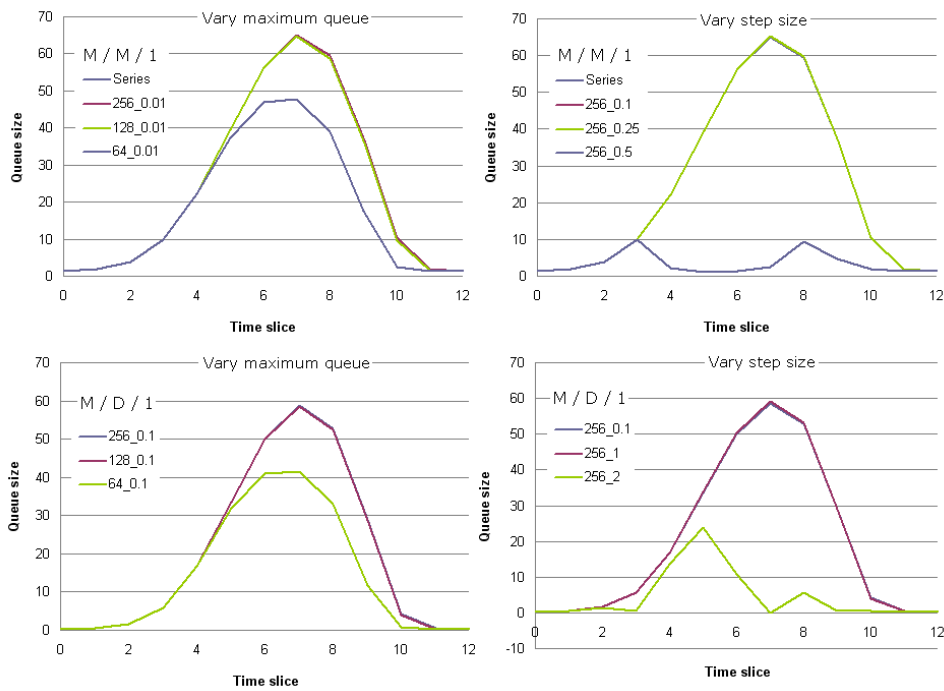 Vary maximum queue
M / M / 1
Series
256_0.01
128_0.01
64_0.01
Queue size
70
60
50
40
30
20
10
0
0 2 4 6 8 10 12
Time slice
Vary step size
M / M / 1
Series
256_0.1
256_0.25
256_0.5
Queue size
70
60
50
40
30
20
10
0
0 2 4 6 8 10 12
Time slice
Vary maximum queue
M / D / 1
256_0.1
128_0.1
64_0.1
Queue size
70
60
50
40
30
20
10
0
0 2 4 6 8 10 12
Time slice
Vary step size
M / D / 1
256_0.1
256_1
256_2
Queue size
70
60
50
40
30
20
10
0
-10
0 2 4 6 8 10 12
Time slice